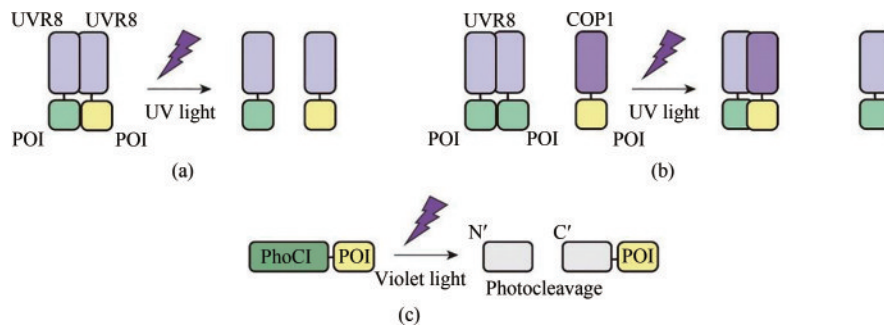 UVR8 UVR8
UV light
POI POI
(a)
UVR8 COP1
UV light
POI POI POI
(b)
PhoCI POI
Violet light
N′ C′
POI
Photocleavage
(c)